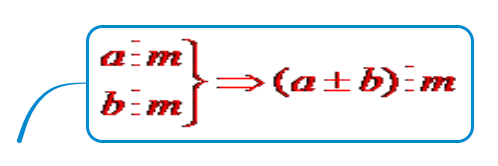 a ⋮ m
b ⋮ m } ⇒ (a ± b) ⋮ m